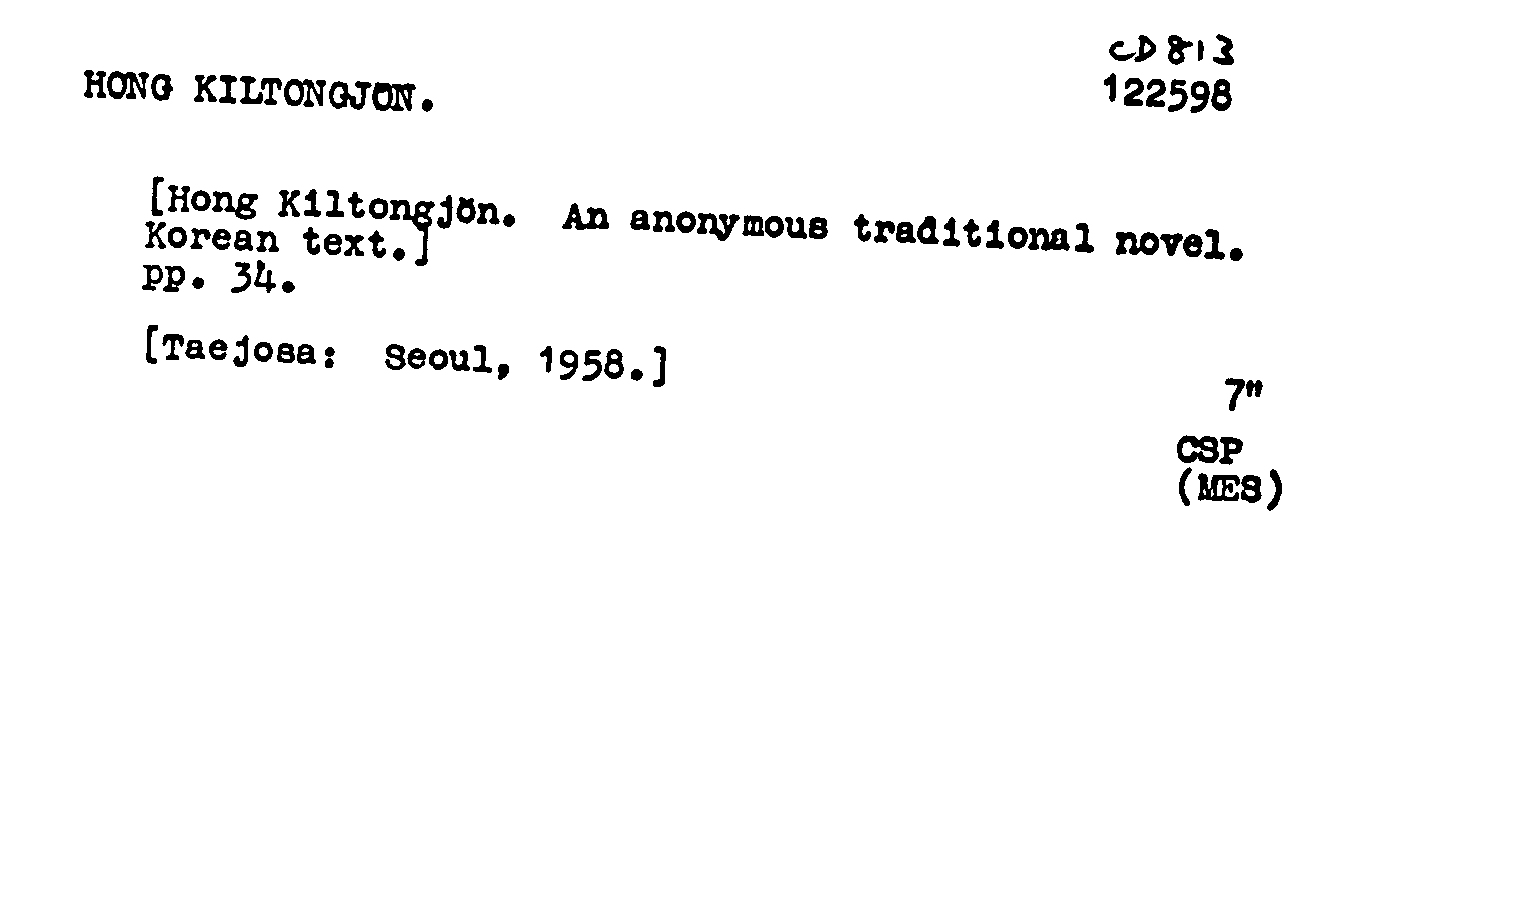 CD 813
HONG KILTONGJŎN.
122598
[Hong Kiltongjŏn. An anonymous traditional novel.
Korean text.]
pp. 34.
[Taejosa: Seoul, 1958.]
7"
CSP
(MES)